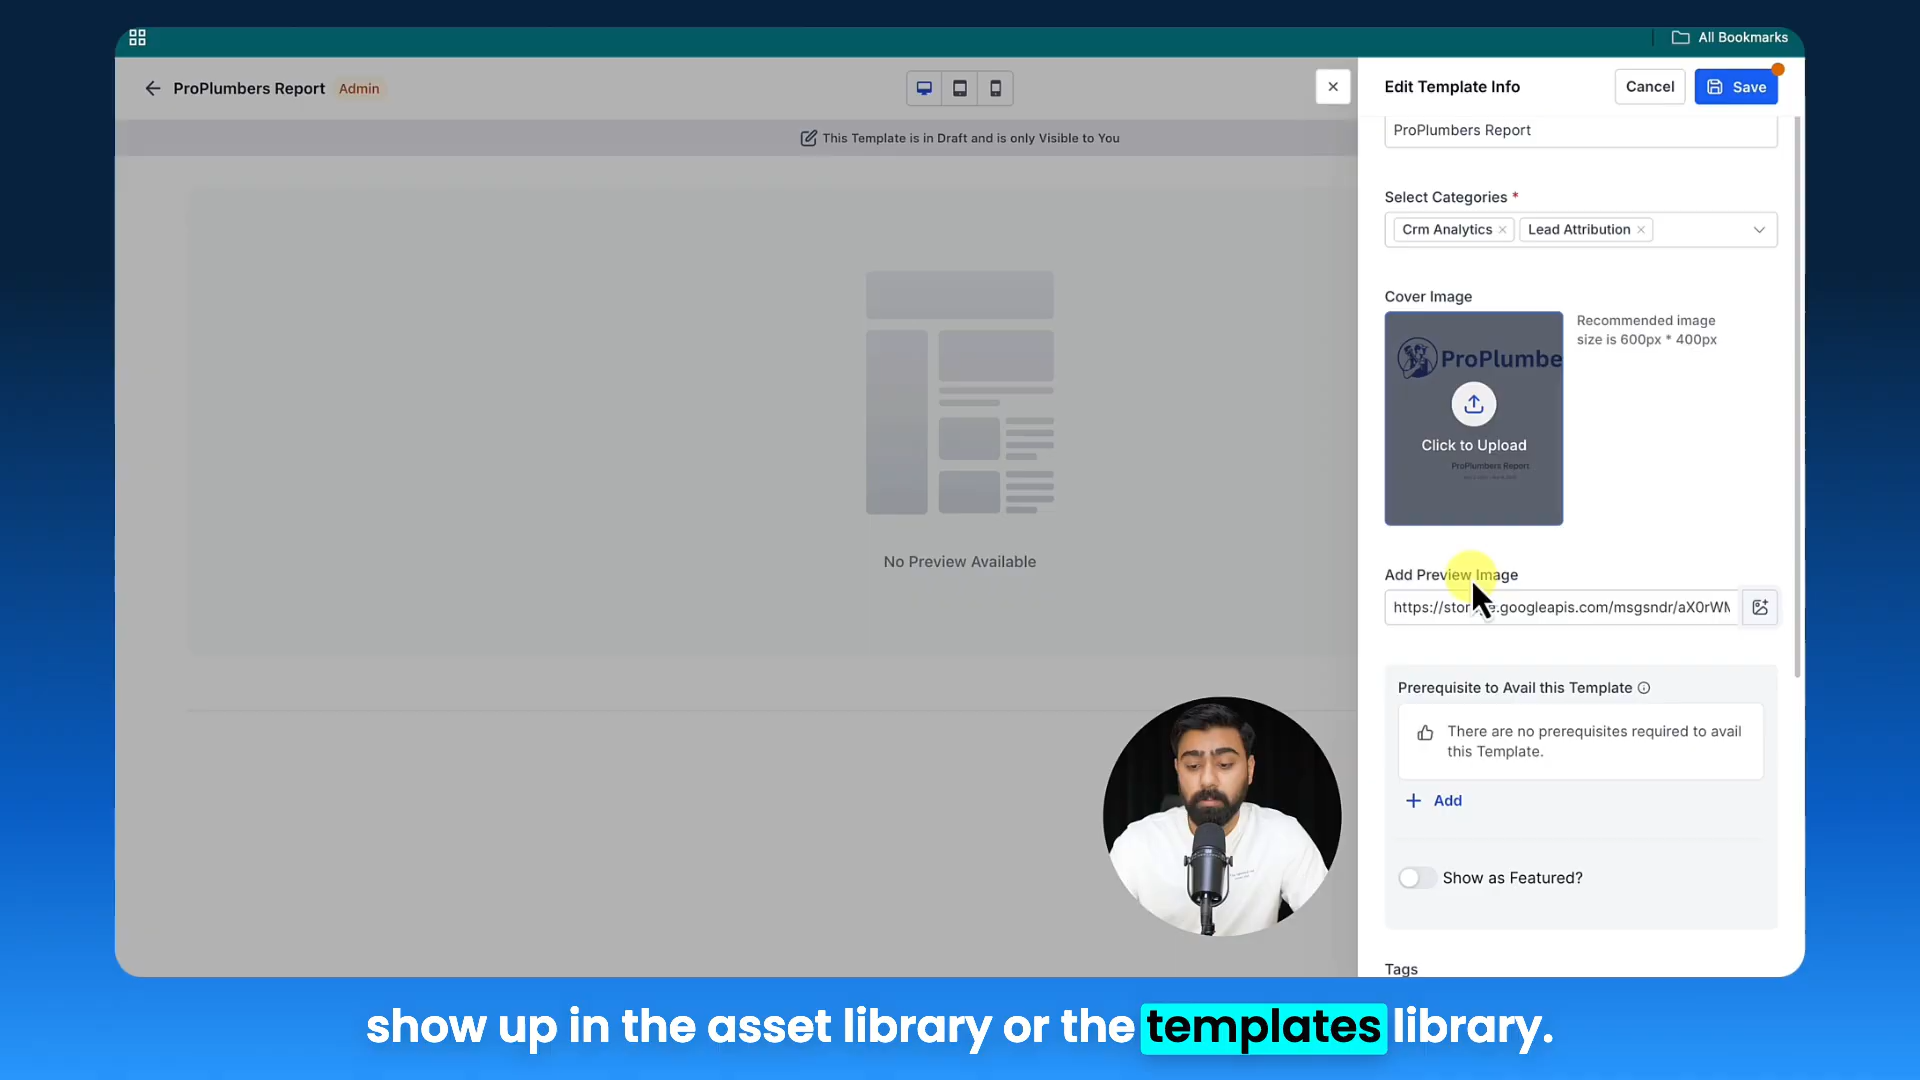 All Bookmarks
ProPlumbers Report Admin
This Template is in Draft and is only Visible to You
No Preview Available
Edit Template Info
Cancel
Save
ProPlumbers Report
Select Categories *
Crm Analytics
Lead Attribution
Cover Image
Recommended image
size is 600px * 400px
ProPlumbe
Click to Upload
ProPlumbers Report
Add Preview Image
googleapis.com/msgsndr/aX0rWM
Prerequisite to Avail this Template
There are no prerequisites required to avail
this Template.
Add
Show as Featured?
Tags
show up in the asset library or the templates library.